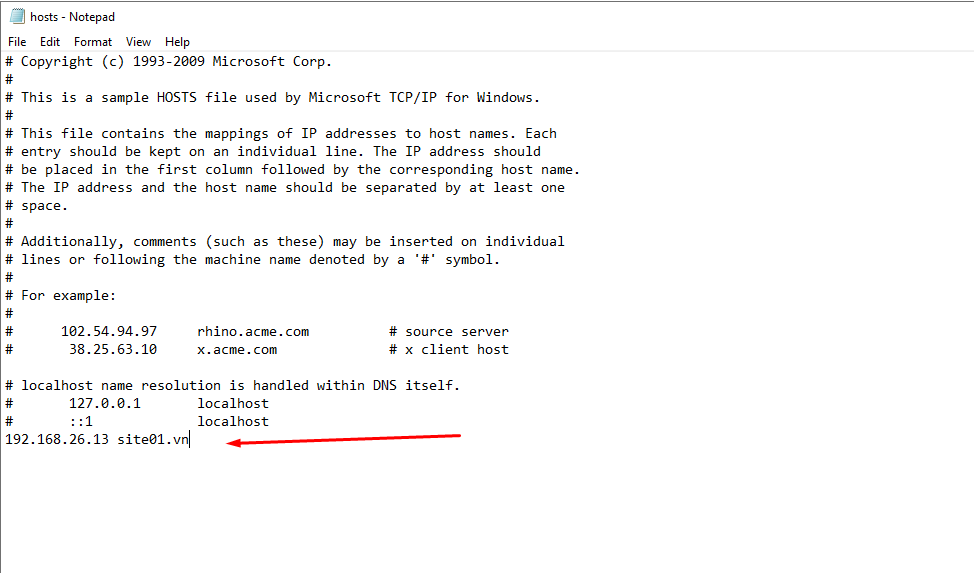 hosts - Notepad
File Edit Format View Help
# Copyright (c) 1993-2009 Microsoft Corp.
#
# This is a sample HOSTS file used by Microsoft TCP/IP for Windows.
#
# This file contains the mappings of IP addresses to host names. Each
# entry should be kept on an individual line. The IP address should
# be placed in the first column followed by the corresponding host name.
# The IP address and the host name should be separated by at least one
# space.
#
# Additionally, comments (such as these) may be inserted on individual
# lines or following the machine name denoted by a '#' symbol.
#
# For example:
#
#      102.54.94.97     rhino.acme.com          # source server
#       38.25.63.10     x.acme.com              # x client host

# localhost name resolution is handled within DNS itself.
#       127.0.0.1       localhost
#       ::1             localhost
192.168.26.13 site01.vn